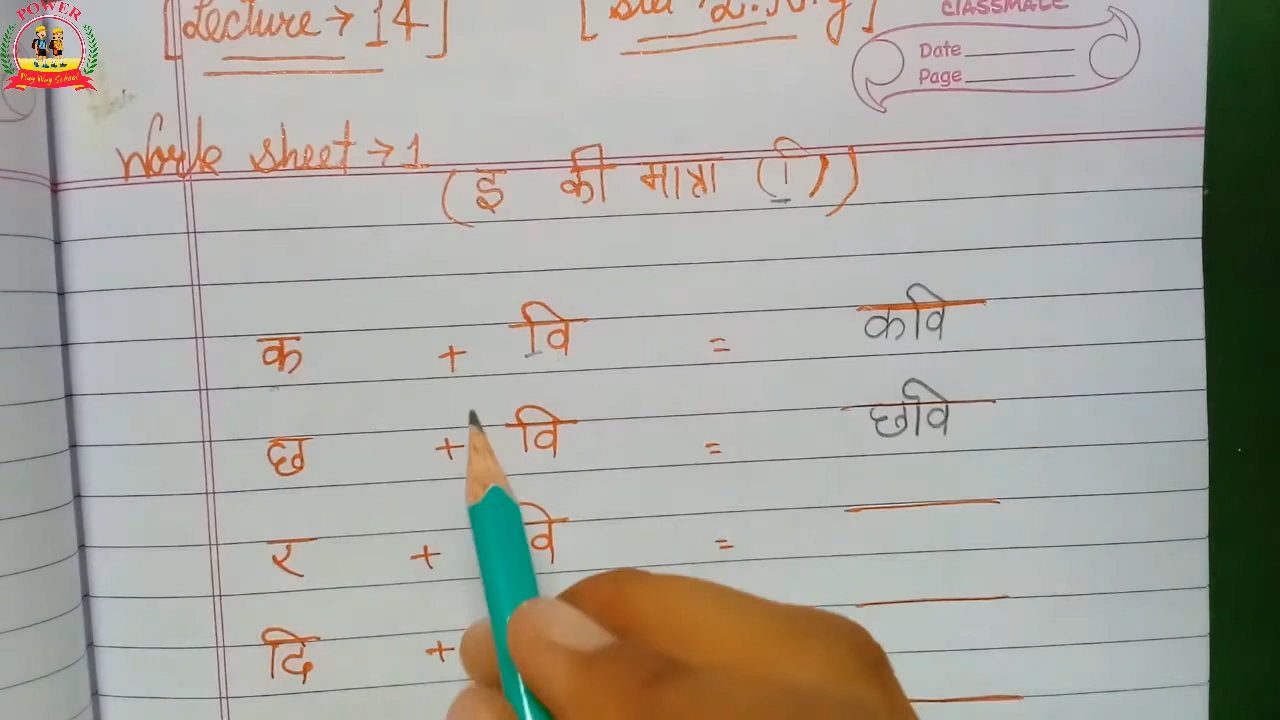 POWER
Play Way School
[Lecture → 14]
CLASSMATE
Date
Page
Work sheet → 1
(इ की मात्रा (ि))
क + वि = कवि
छ + वि = छवि
र + वि =
दि +